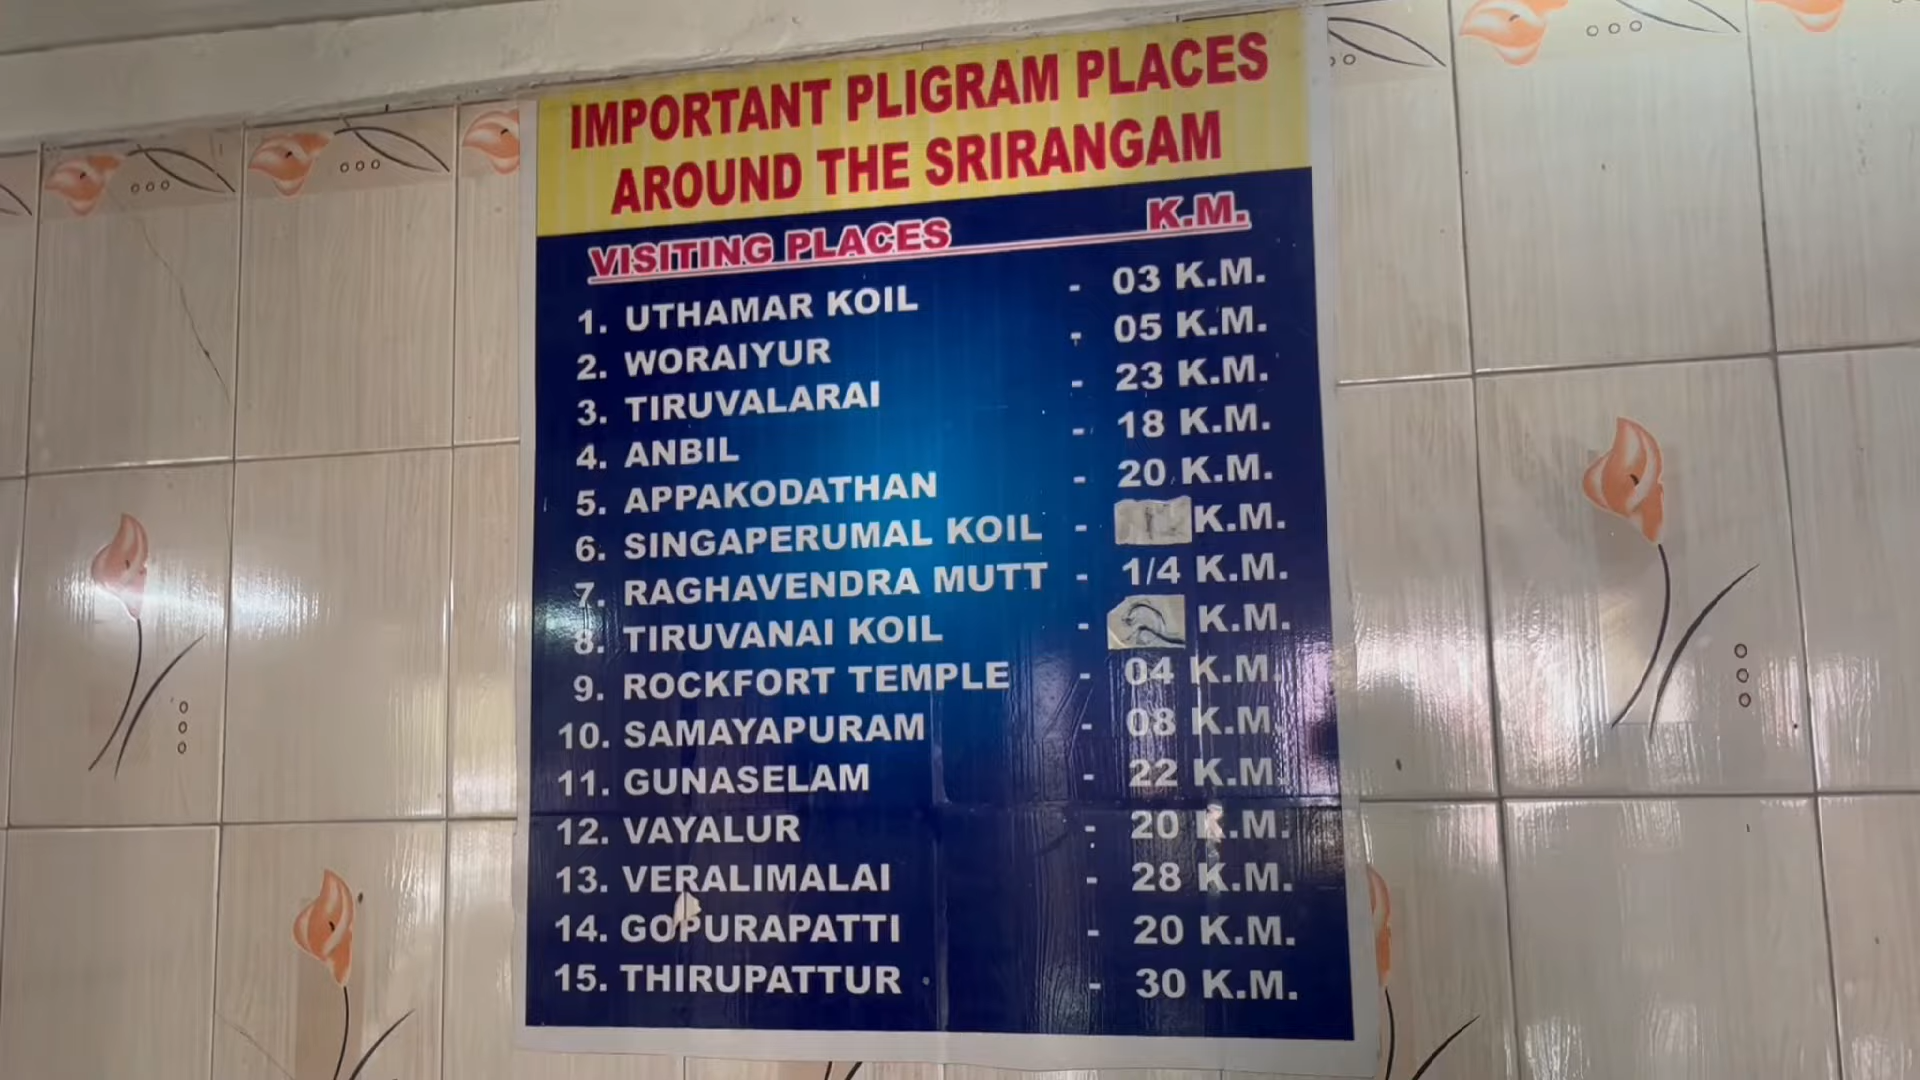 IMPORTANT PLIGRAM PLACES
AROUND THE SRIRANGAM
VISITING PLACES K.M.
1. UTHAMAR KOIL - 03 K.M.
2. WORAIYUR - 05 K.M.
3. TIRUVALARAI - 23 K.M.
4. ANBIL - 18 K.M.
5. APPAKODATHAN - 20 K.M.
6. SINGAPERUMAL KOIL - K.M.
7. RAGHAVENDRA MUTT - 1/4 K.M.
8. TIRUVANAI KOIL - 2 K.M.
9. ROCKFORT TEMPLE - 04 K.M.
10. SAMAYAPURAM - 08 K.M.
11. GUNASELAM - 22 K.M.
12. VAYALUR - 20 K.M.
13. VERALIMALAI - 28 K.M.
14. GOPURAPATTI - 20 K.M.
15. THIRUPATTUR - 30 K.M.